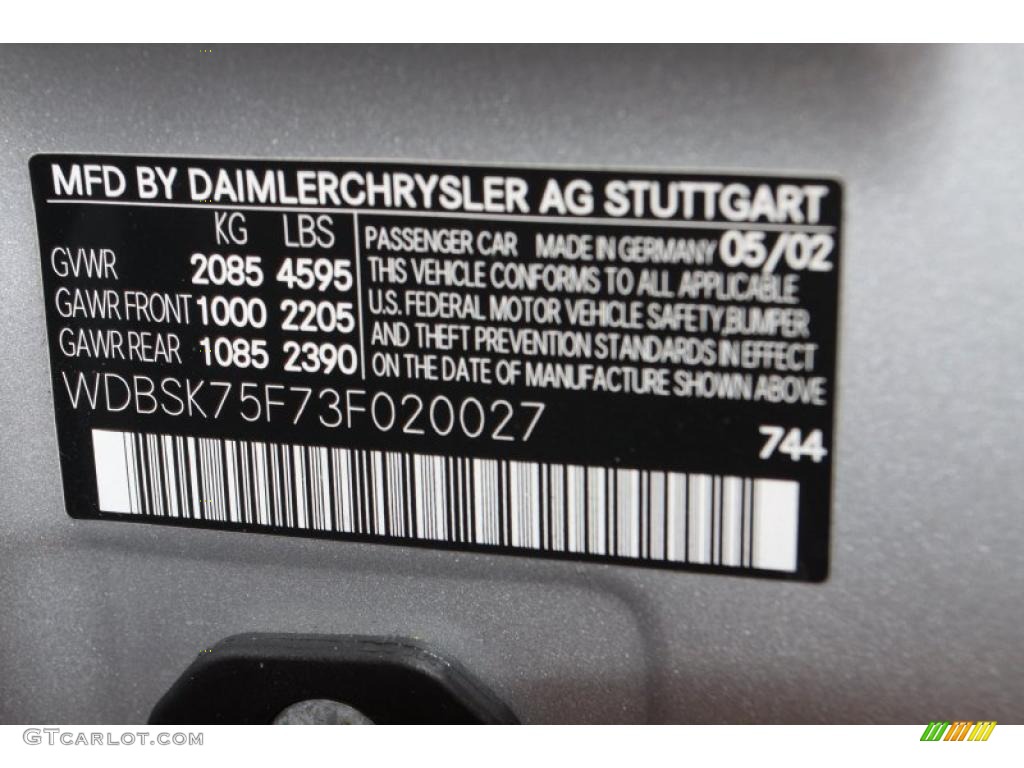 MFD BY DAIMLERCHRYSLER AG STUTTGART
KG LBS
GVWR 2085 4595
GAWR FRONT 1000 2205
GAWR REAR 1085 2390
PASSENGER CAR MADE IN GERMANY 05/02
THIS VEHICLE CONFORMS TO ALL APPLICABLE
U.S. FEDERAL MOTOR VEHICLE SAFETY, BUMPER
AND THEFT PREVENTION STANDARDS IN EFFECT
ON THE DATE OF MANUFACTURE SHOWN ABOVE
WDBSK75F73F020027
744
GTCARLOT.COM